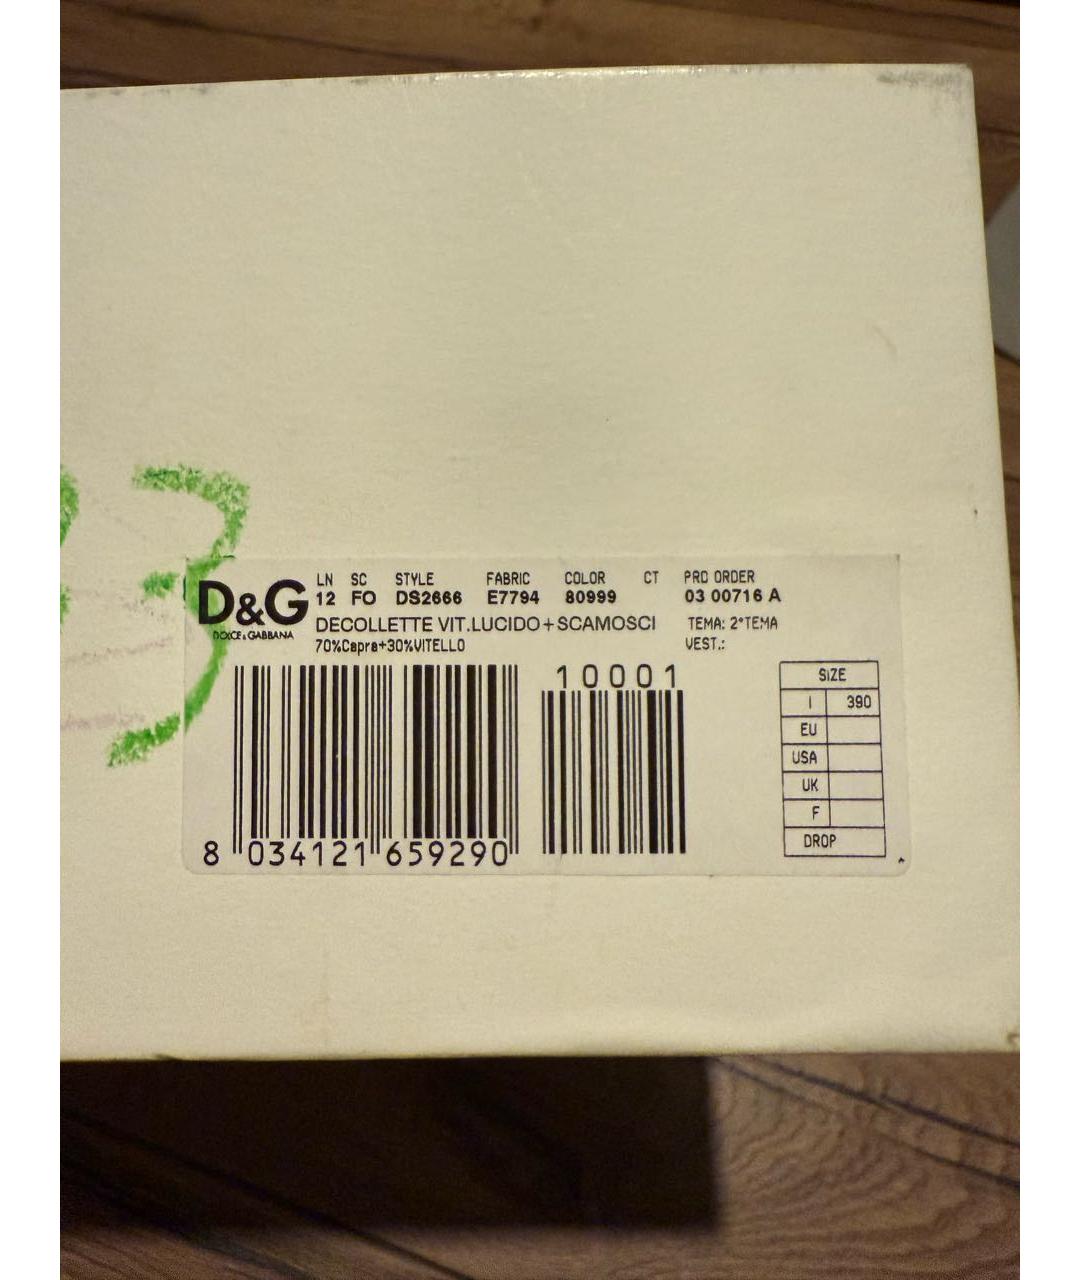 3
D&G
DOLCE & GABBANA
LN SC STYLE FABRIC COLOR CT PRD ORDER
12 FO DS2666 E7794 80999 03 00716 A
DECOLLETTE VIT.LUCIDO+SCAMOSCI TEMA: 2°TEMA
70%Capra+30%VITELLO VEST.:
10001
SIZE
I 390
EU
USA
UK
F
DROP
8 034121 659290